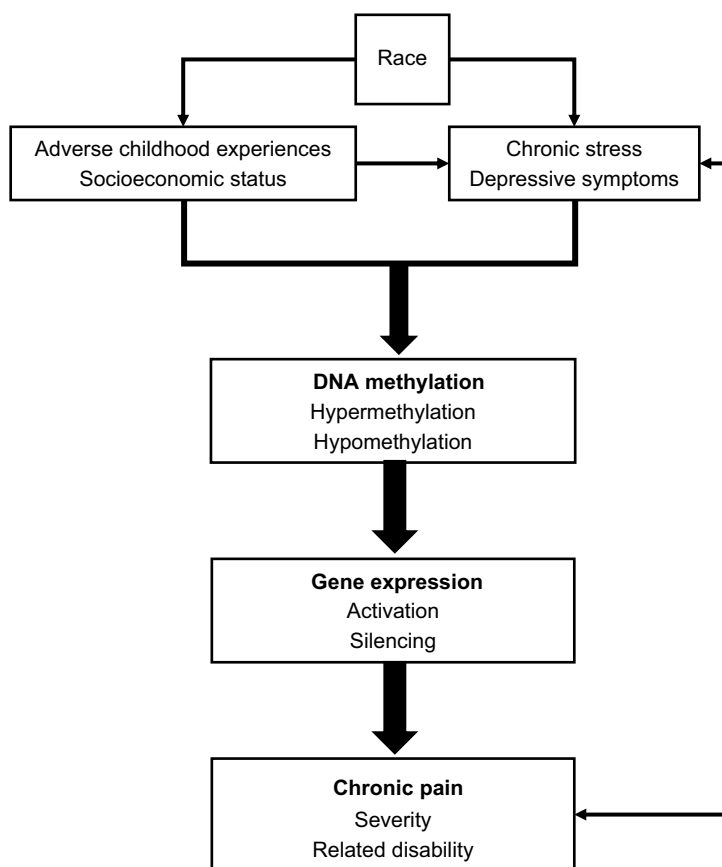 Race
Adverse childhood experiences
Socioeconomic status
Chronic stress
Depressive symptoms
DNA methylation
Hypermethylation
Hypomethylation
Gene expression
Activation
Silencing
Chronic pain
Severity
Related disability